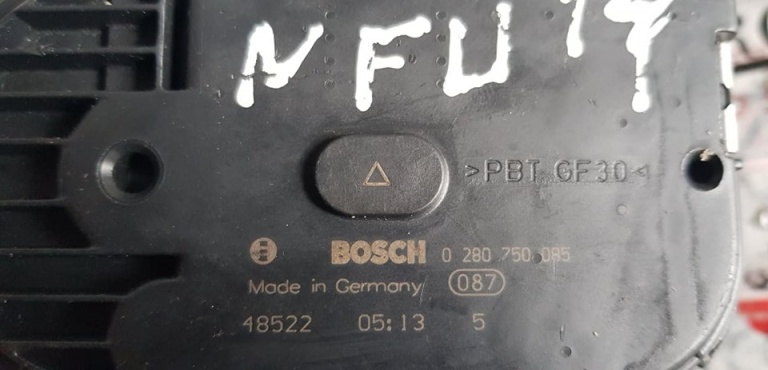 NFU 14
>PBT GF30<
BOSCH 0 280 750 085
Made in Germany 087
48522 05:13 5